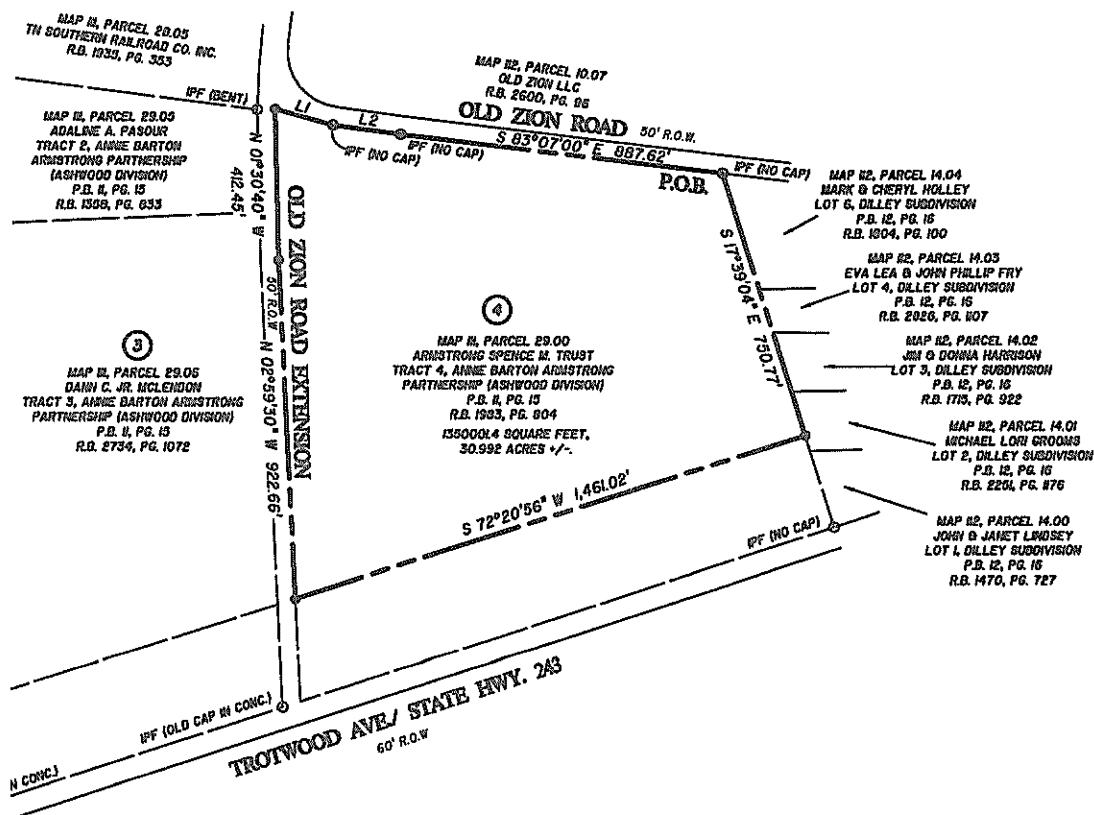 MAP 111, PARCEL 28.05
TN SOUTHERN RAILROAD CO. INC.
R.B. 1935, PG. 353
IPF (BENT)
MAP 111, PARCEL 29.05
ADALINE A. PASOUR
TRACT 2, ANNIE BARTON
ARMSTRONG PARTNERSHIP
(ASHWOOD DIVISION)
P.B. 11, PG. 15
R.B. 1368, PG. 633
MAP 112, PARCEL 10.07
OLD ZION LLC
R.B. 2600, PG. 96
OLD ZION ROAD 50' R.O.W.
L1
L2
IPF (NO CAP)
IPF (NO CAP)
S 83°07'00" E 887.62'
IPF (NO CAP)
P.O.B.
N 01°30'40" W
412.45'
OLD ZION ROAD EXTENSION
50' R.O.W
N 02°59'30" W 922.66'
S 17°39'04" E 750.77'
MAP 112, PARCEL 14.04
MARK & CHERYL HOLLEY
LOT 6, DILLEY SUBDIVISION
P.B. 12, PG. 16
R.B. 1804, PG. 100
MAP 112, PARCEL 14.03
EVA LEA & JOHN PHILLIP FRY
LOT 4, DILLEY SUBDIVISION
P.B. 12, PG. 16
R.B. 2026, PG. 1107
MAP 112, PARCEL 14.02
JIM & DONNA HARRISON
LOT 3, DILLEY SUBDIVISION
P.B. 12, PG. 16
R.B. 1715, PG. 922
MAP 112, PARCEL 14.01
MICHAEL LORI GROOMS
LOT 2, DILLEY SUBDIVISION
P.B. 12, PG. 16
R.B. 2251, PG. 1176
MAP 112, PARCEL 14.00
JOHN & JANET LINDSEY
LOT 1, DILLEY SUBDIVISION
P.B. 12, PG. 16
R.B. 1470, PG. 727
3
MAP 111, PARCEL 29.06
DANN C. JR. MCLENDON
TRACT 3, ANNIE BARTON ARMSTRONG
PARTNERSHIP (ASHWOOD DIVISION)
P.B. 11, PG. 15
R.B. 2734, PG. 1072
4
MAP 111, PARCEL 29.00
ARMSTRONG SPENCE M. TRUST
TRACT 4, ANNIE BARTON ARMSTRONG
PARTNERSHIP (ASHWOOD DIVISION)
P.B. 11, PG. 15
R.B. 1983, PG. 804
1350001.4 SQUARE FEET,
30.992 ACRES +/-.
S 72°20'56" W 1,461.02'
IPF (NO CAP)
IPF (OLD CAP IN CONC.)
N CONC.)
TROTWOOD AVE./ STATE HWY. 243
60' R.O.W